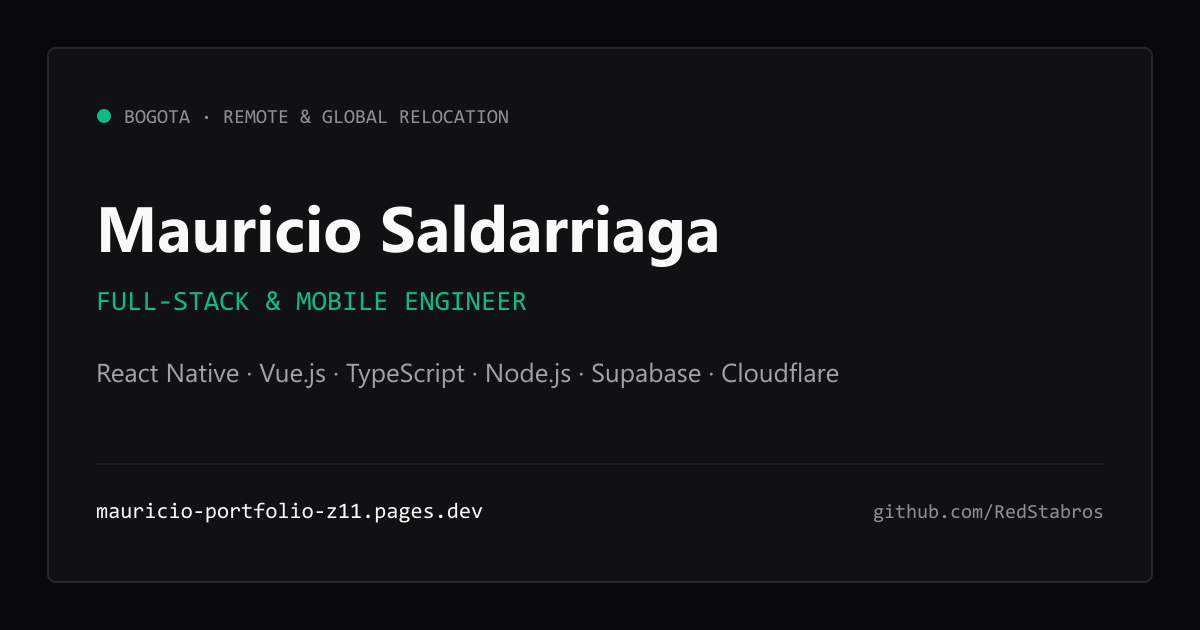 BOGOTA · REMOTE & GLOBAL RELOCATION
Mauricio Saldarriaga
FULL-STACK & MOBILE ENGINEER
React Native · Vue.js · TypeScript · Node.js · Supabase · Cloudflare
mauricio-portfolio-z11.pages.dev
github.com/RedStabros